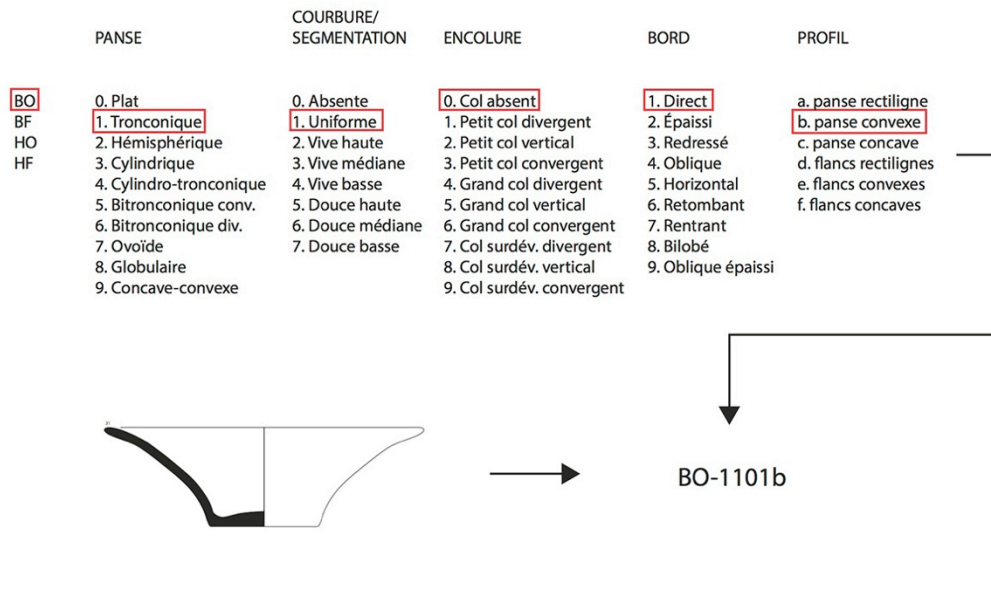 PANSE
COURBURE/
SEGMENTATION
ENCOLURE
BORD
PROFIL
BO
BF
HO
HF
0. Plat
1. Tronconique
2. Hémisphérique
3. Cylindrique
4. Cylindro-tronconique
5. Bitronconique conv.
6. Bitronconique div.
7. Ovoïde
8. Globulaire
9. Concave-convexe
0. Absente
1. Uniforme
2. Vive haute
3. Vive médiane
4. Vive basse
5. Douce haute
6. Douce médiane
7. Douce basse
0. Col absent
1. Petit col divergent
2. Petit col vertical
3. Petit col convergent
4. Grand col divergent
5. Grand col vertical
6. Grand col convergent
7. Col surdév. divergent
8. Col surdév. vertical
9. Col surdév. convergent
1. Direct
2. Épaissi
3. Redressé
4. Oblique
5. Horizontal
6. Retombant
7. Rentrant
8. Bilobé
9. Oblique épaissi
a. panse rectiligne
b. panse convexe
c. panse concave
d. flancs rectilignes
e. flancs convexes
f. flancs concaves
BO-1101b